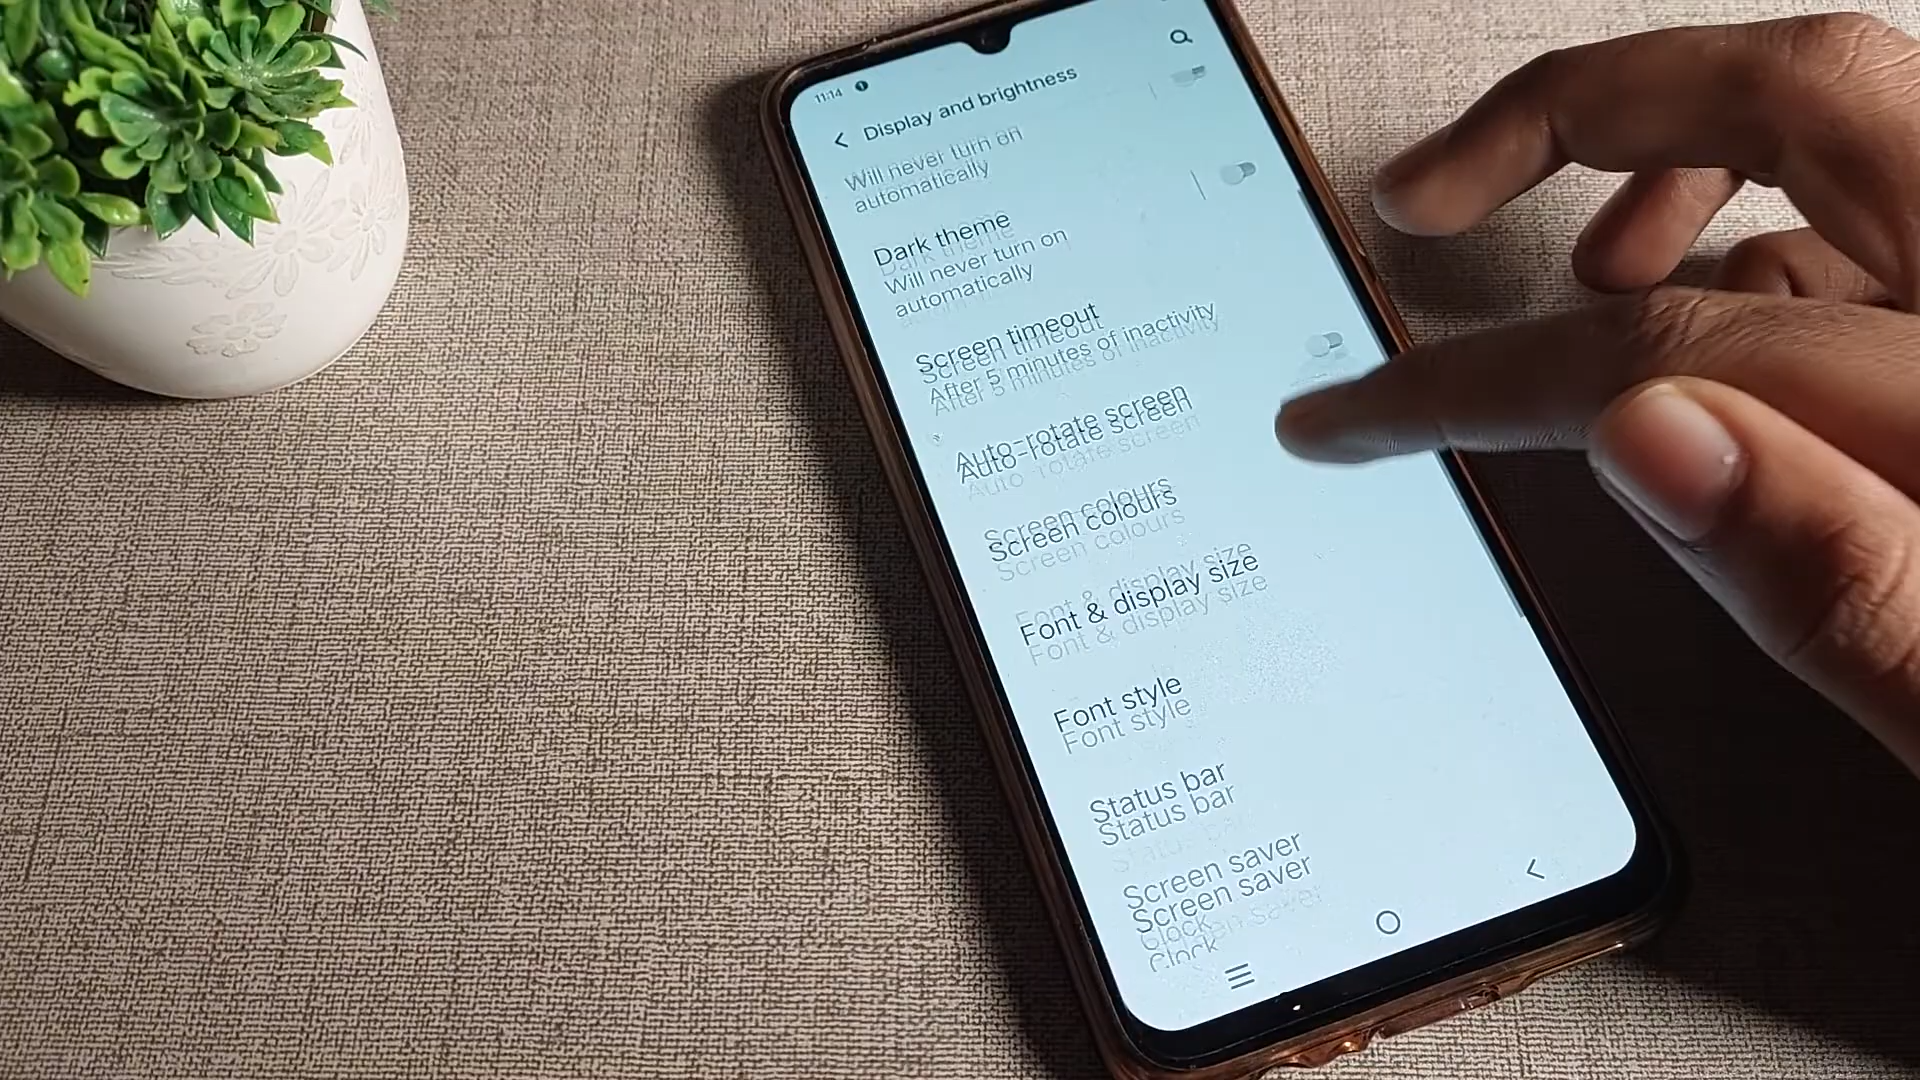 11:14
Display and brightness
Will never turn on
automatically
Dark theme
Will never turn on
automatically
Screen timeout
After 5 minutes of inactivity
Auto-rotate screen
Screen colours
Font & display size
Font style
Status bar
Screen saver
Clock